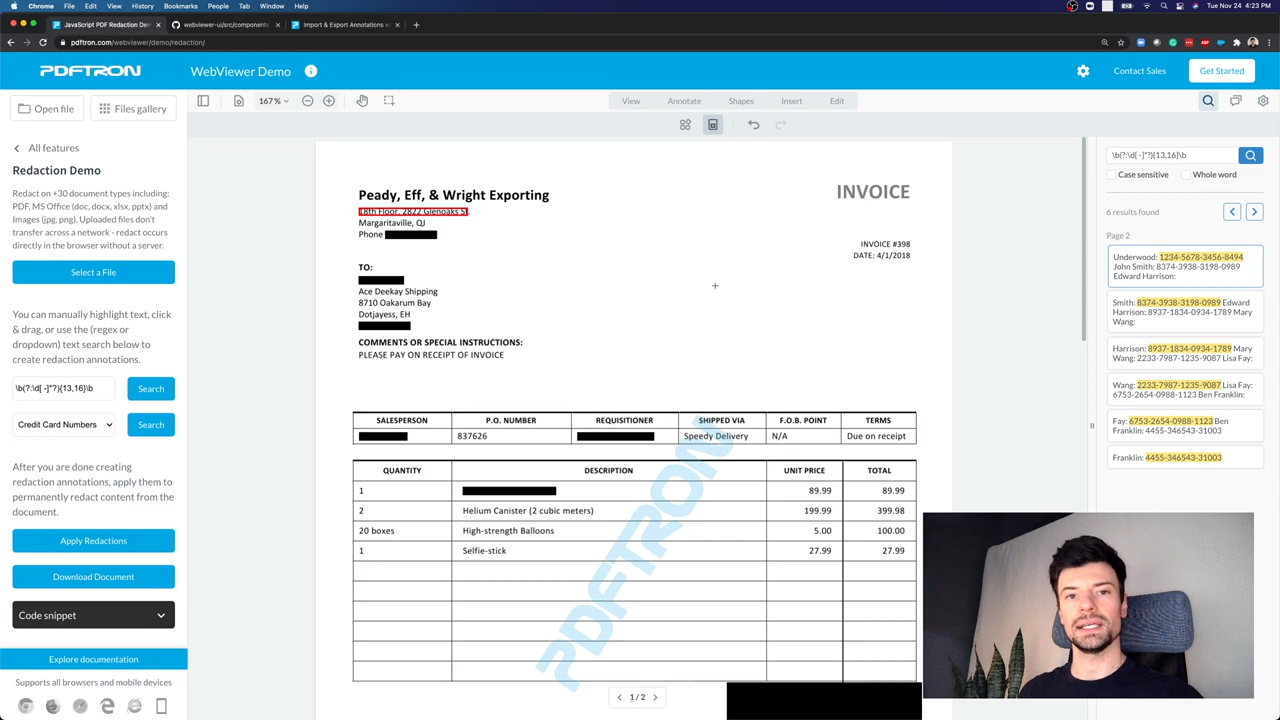 Chrome File Edit View History Bookmarks People Tab Window Help
Tue Nov 24 4:23 PM
JavaScript PDF Redaction Dem
webviewer-ui/src/component
Import & Export Annotations w
pdftron.com/webviewer/demo/redaction/
PDFTRON
WebViewer Demo
Contact Sales
Get Started
Open file
Files gallery
167%
View
Annotate
Shapes
Insert
Edit
All features
Redaction Demo
Redact on +30 document types including:
PDF, MS Office (doc, docx, xlsx, pptx) and
Images (jpg, png). Uploaded files don't
transfer across a network - redact occurs
directly in the browser without a server.
Select a File
You can manually highlight text, click
& drag, or use the (regex or
dropdown) text search below to
create redaction annotations.
\b(?:\d[ -]*?){13,16}\b
Search
Credit Card Numbers
Search
After you are done creating
redaction annotations, apply them to
permanently redact content from the
document.
Apply Redactions
Download Document
Code snippet
Explore documentation
Supports all browsers and mobile devices
Peady, Eff, & Wright Exporting
18th Floor, 2822 Glenoaks St.
Margaritaville, QJ
Phone
INVOICE
INVOICE #398
DATE: 4/1/2018
TO:
Ace Deekay Shipping
8710 Oakarum Bay
Dotjayess, EH
COMMENTS OR SPECIAL INSTRUCTIONS:
PLEASE PAY ON RECEIPT OF INVOICE
SALESPERSON P.O. NUMBER REQUISITIONER SHIPPED VIA F.O.B. POINT TERMS
837626 Speedy Delivery N/A Due on receipt
QUANTITY DESCRIPTION UNIT PRICE TOTAL
1 89.99 89.99
2 Helium Canister (2 cubic meters) 199.99 399.98
20 boxes High-strength Balloons 5.00 100.00
1 Selfie-stick 27.99 27.99
PDFTRON
1 / 2
\b(?:\d[ -]*?){13,16}\b
Case sensitive
Whole word
6 results found
Page 2
Underwood: 1234-5678-3456-8494
John Smith: 8374-3938-3198-0989
Edward Harrison:
Smith: 8374-3938-3198-0989 Edward
Harrison: 8937-1834-0934-1789 Mary
Wang:
Harrison: 8937-1834-0934-1789 Mary
Wang: 2233-7987-1235-9087 Lisa Fay:
Wang: 2233-7987-1235-9087 Lisa Fay:
6753-2654-0988-1123 Ben Franklin:
Fay: 6753-2654-0988-1123 Ben
Franklin: 4455-346543-31003
Franklin: 4455-346543-31003